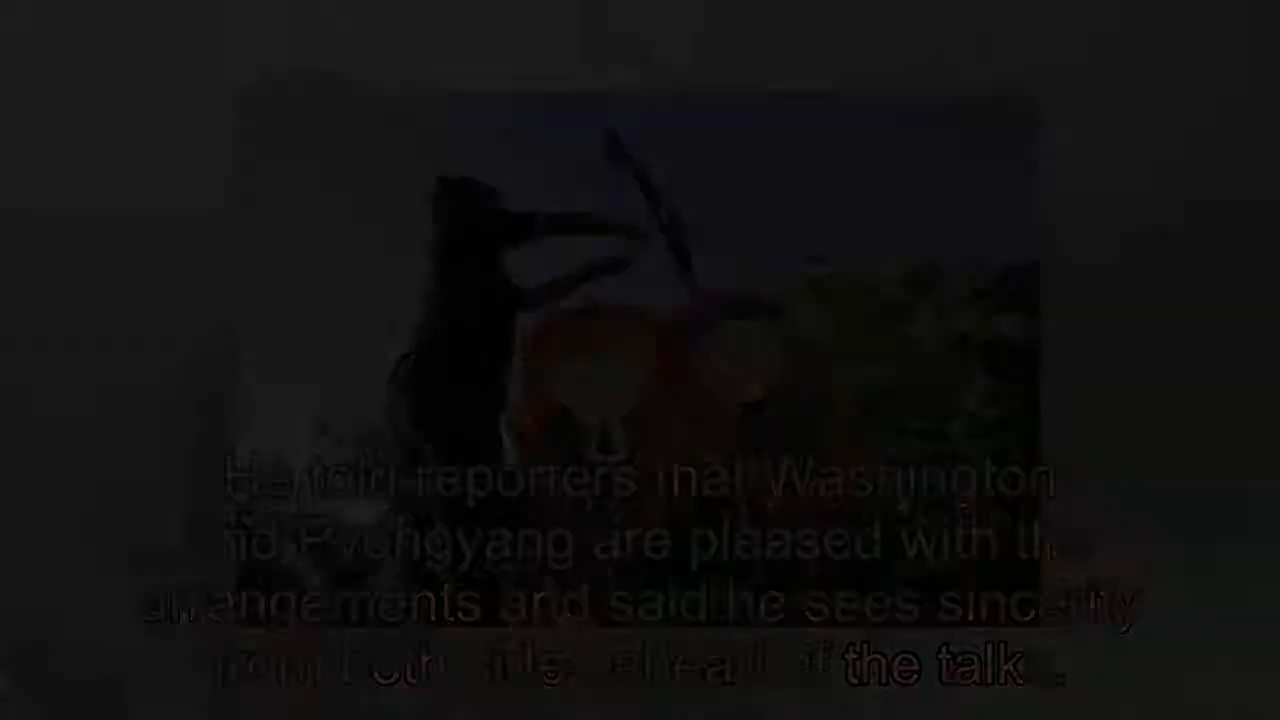 He told reporters that Washington
and Pyongyang are pleased with the
arrangements and said he sees sincerity
from both sides ahead of the talks.